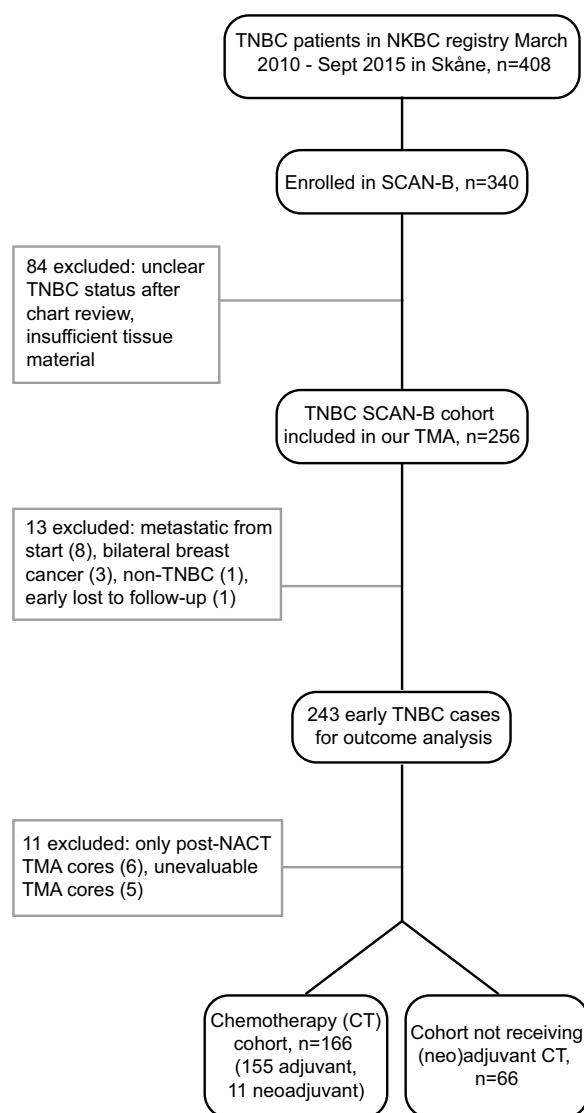 TNBC patients in NKBC registry March
2010 - Sept 2015 in Skåne, n=408
Enrolled in SCAN-B, n=340
84 excluded: unclear
TNBC status after
chart review,
insufficient tissue
material
TNBC SCAN-B cohort
included in our TMA, n=256
13 excluded: metastatic from
start (8), bilateral breast
cancer (3), non-TNBC (1),
early lost to follow-up (1)
243 early TNBC cases
for outcome analysis
11 excluded: only post-NACT
TMA cores (6), unevaluable
TMA cores (5)
Chemotherapy (CT)
cohort, n=166
(155 adjuvant,
11 neoadjuvant)
Cohort not receiving
(neo)adjuvant CT,
n=66